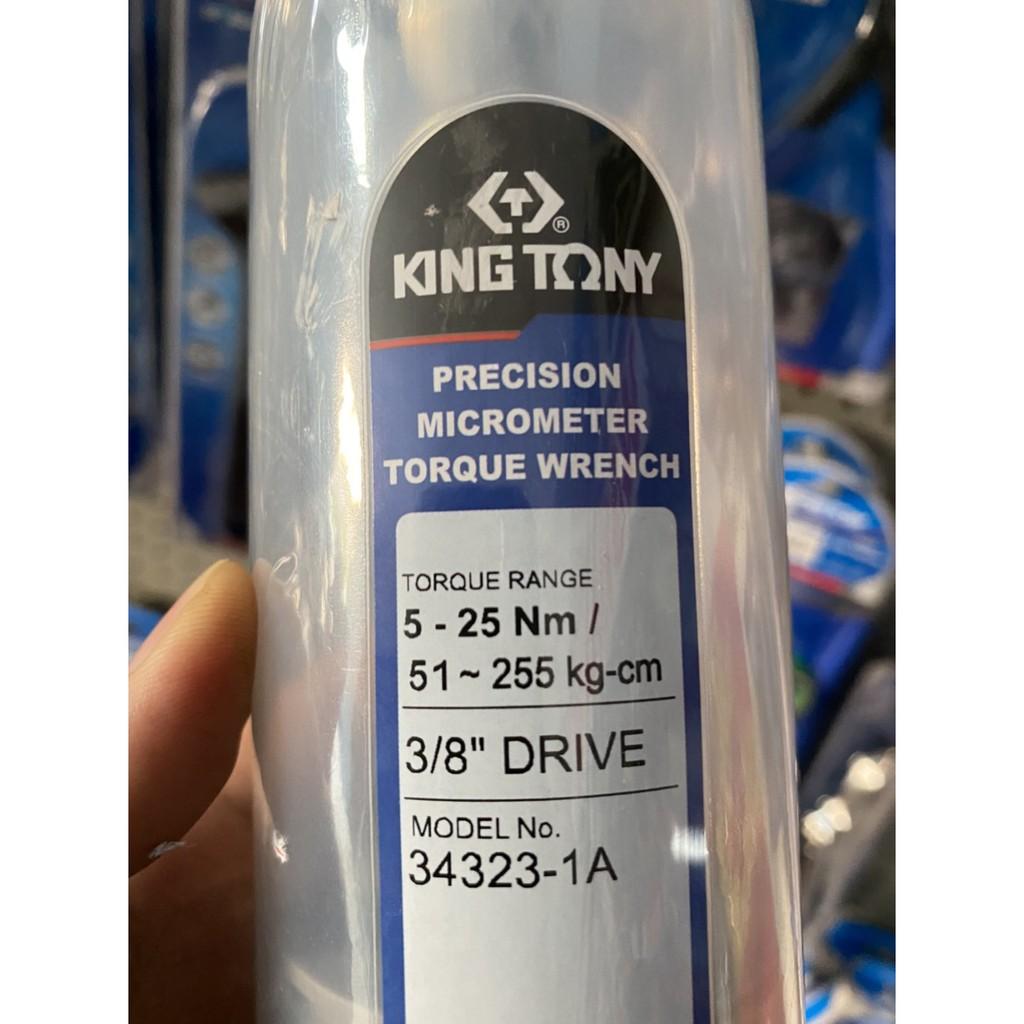 ®
KING TONY
PRECISION
MICROMETER
TORQUE WRENCH
TORQUE RANGE
5 - 25 Nm /
51 ~ 255 kg-cm
3/8" DRIVE
MODEL No.
34323-1A